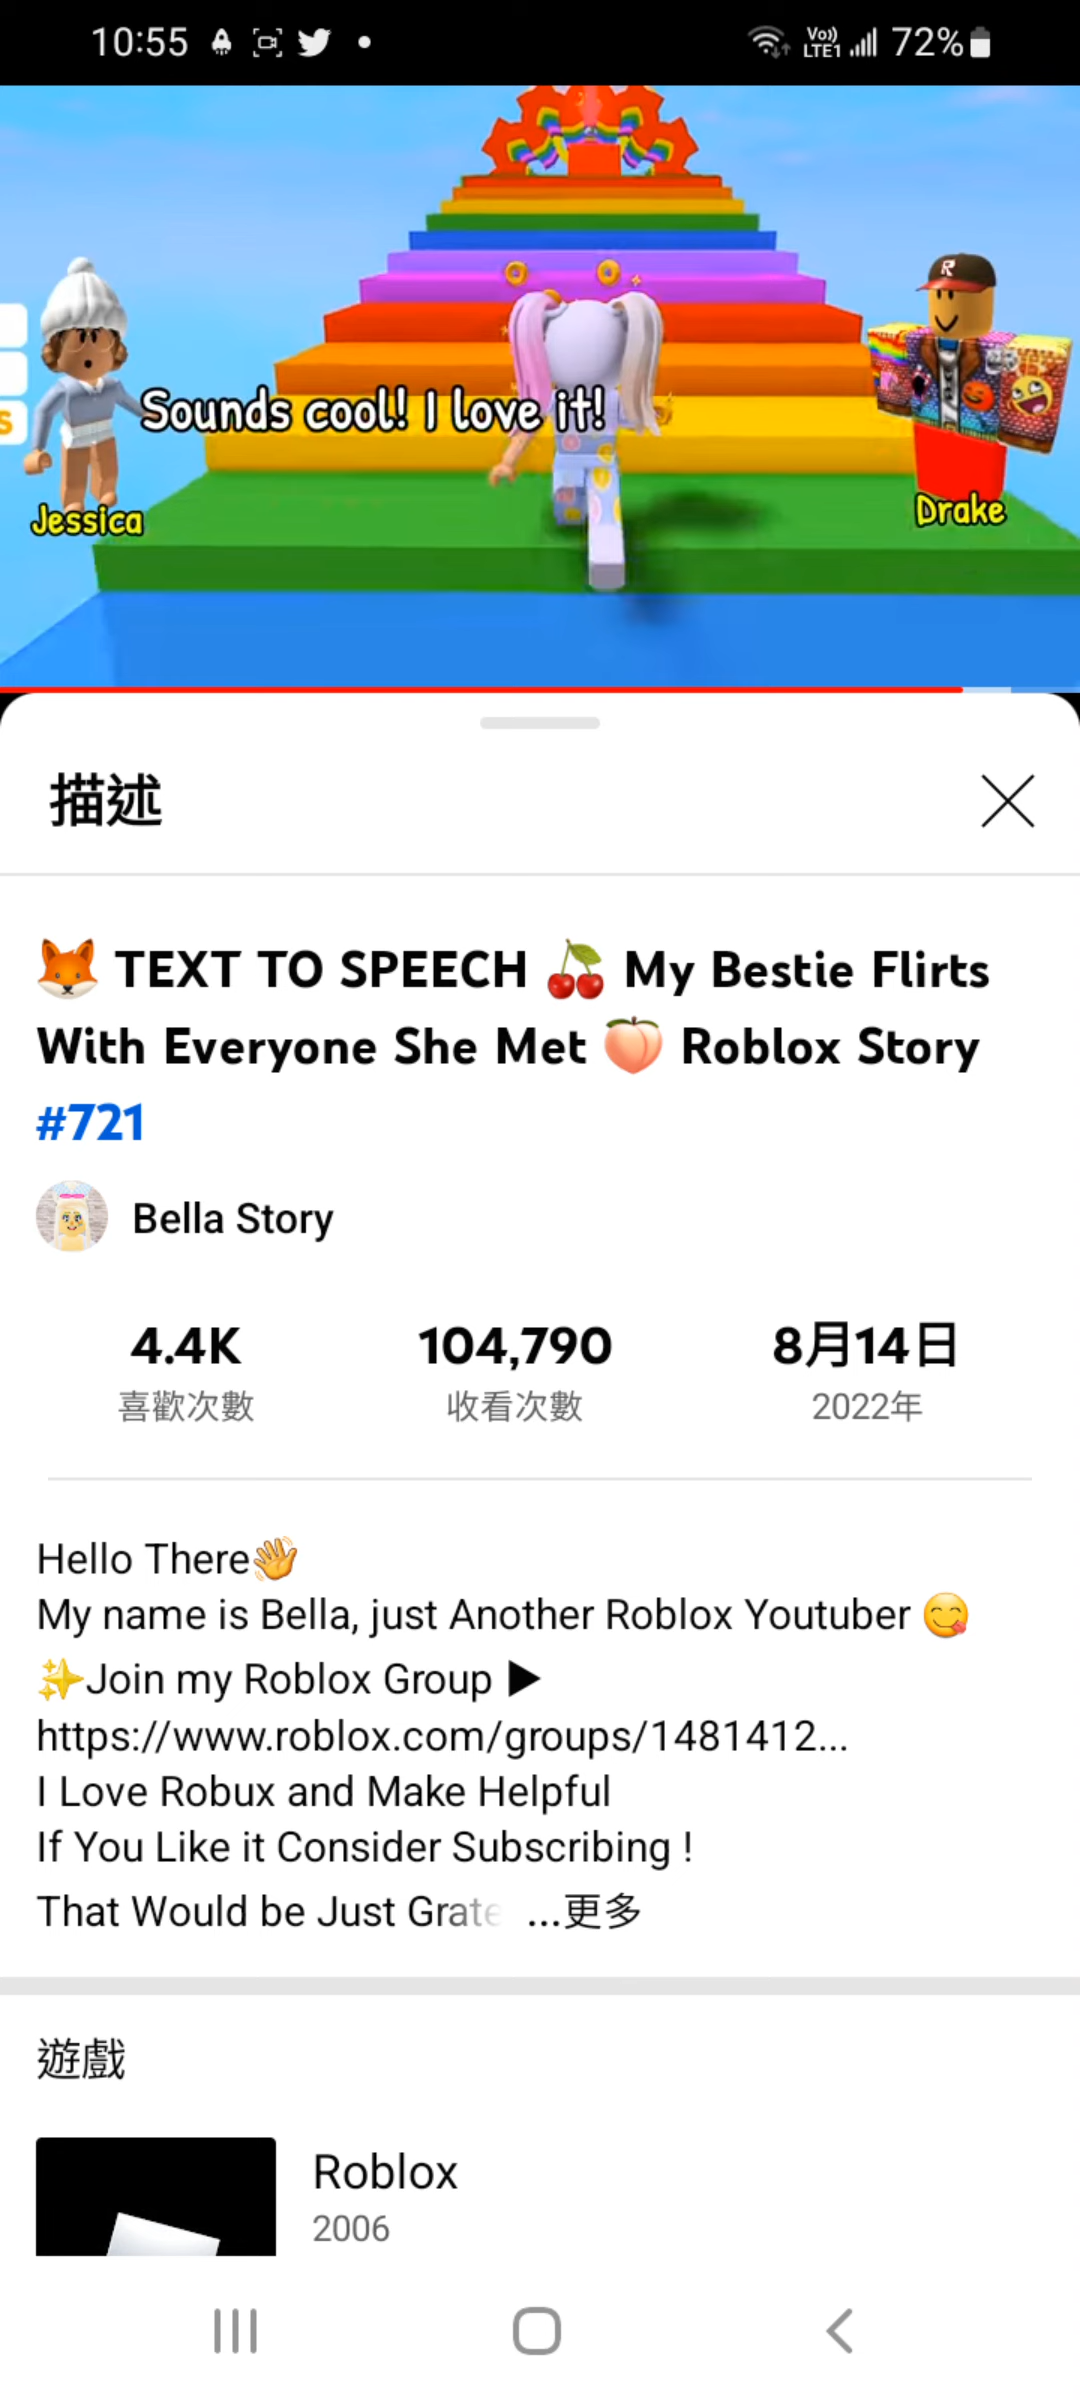 10:55
Vo))
LTE1
72%
R
S
Sounds cool! I love it!
Jessica
Drake
描述
🦊 TEXT TO SPEECH 🍒 My Bestie Flirts
With Everyone She Met 🍑 Roblox Story
#721
Bella Story
4.4K 104,790 8月14日
喜歡次數 收看次數 2022年
Hello There👋
My name is Bella, just Another Roblox Youtuber 😋
✨Join my Roblox Group ▶
https://www.roblox.com/groups/1481412...
I Love Robux and Make Helpful
If You Like it Consider Subscribing !
That Would be Just Grate ...更多
遊戲
Roblox
2006